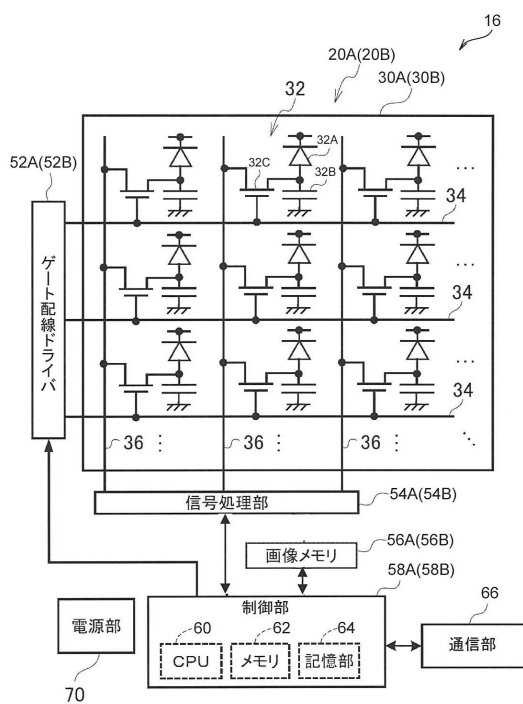 16
20A(20B)
30A(30B)
32
52A(52B)
32A
32C
32B
…
34
ゲート配線ドライバ
…
34
…
34
36 ⋮ 36 ⋮ 36 ⋮ ⋱
信号処理部
54A(54B)
画像メモリ
56A(56B)
58A(58B)
制御部
66
電源部
60 62 64
通信部
CPU メモリ 記憶部
70